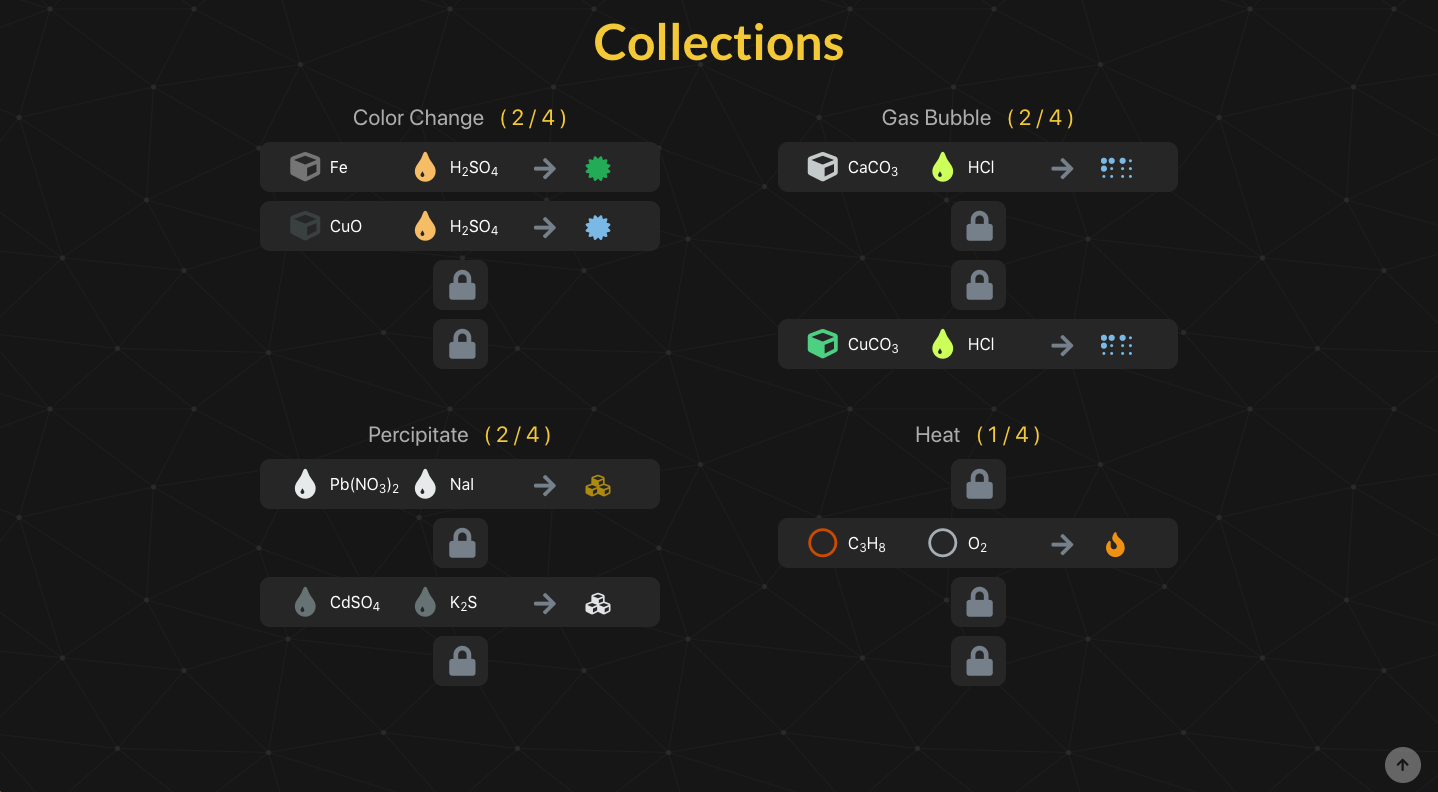 Collections
Color Change ( 2 / 4 )
Fe H₂SO₄
CuO H₂SO₄
Gas Bubble ( 2 / 4 )
CaCO₃ HCl
CuCO₃ HCl
Percipitate ( 2 / 4 )
Pb(NO₃)₂ NaI
CdSO₄ K₂S
Heat ( 1 / 4 )
C₃H₈ O₂